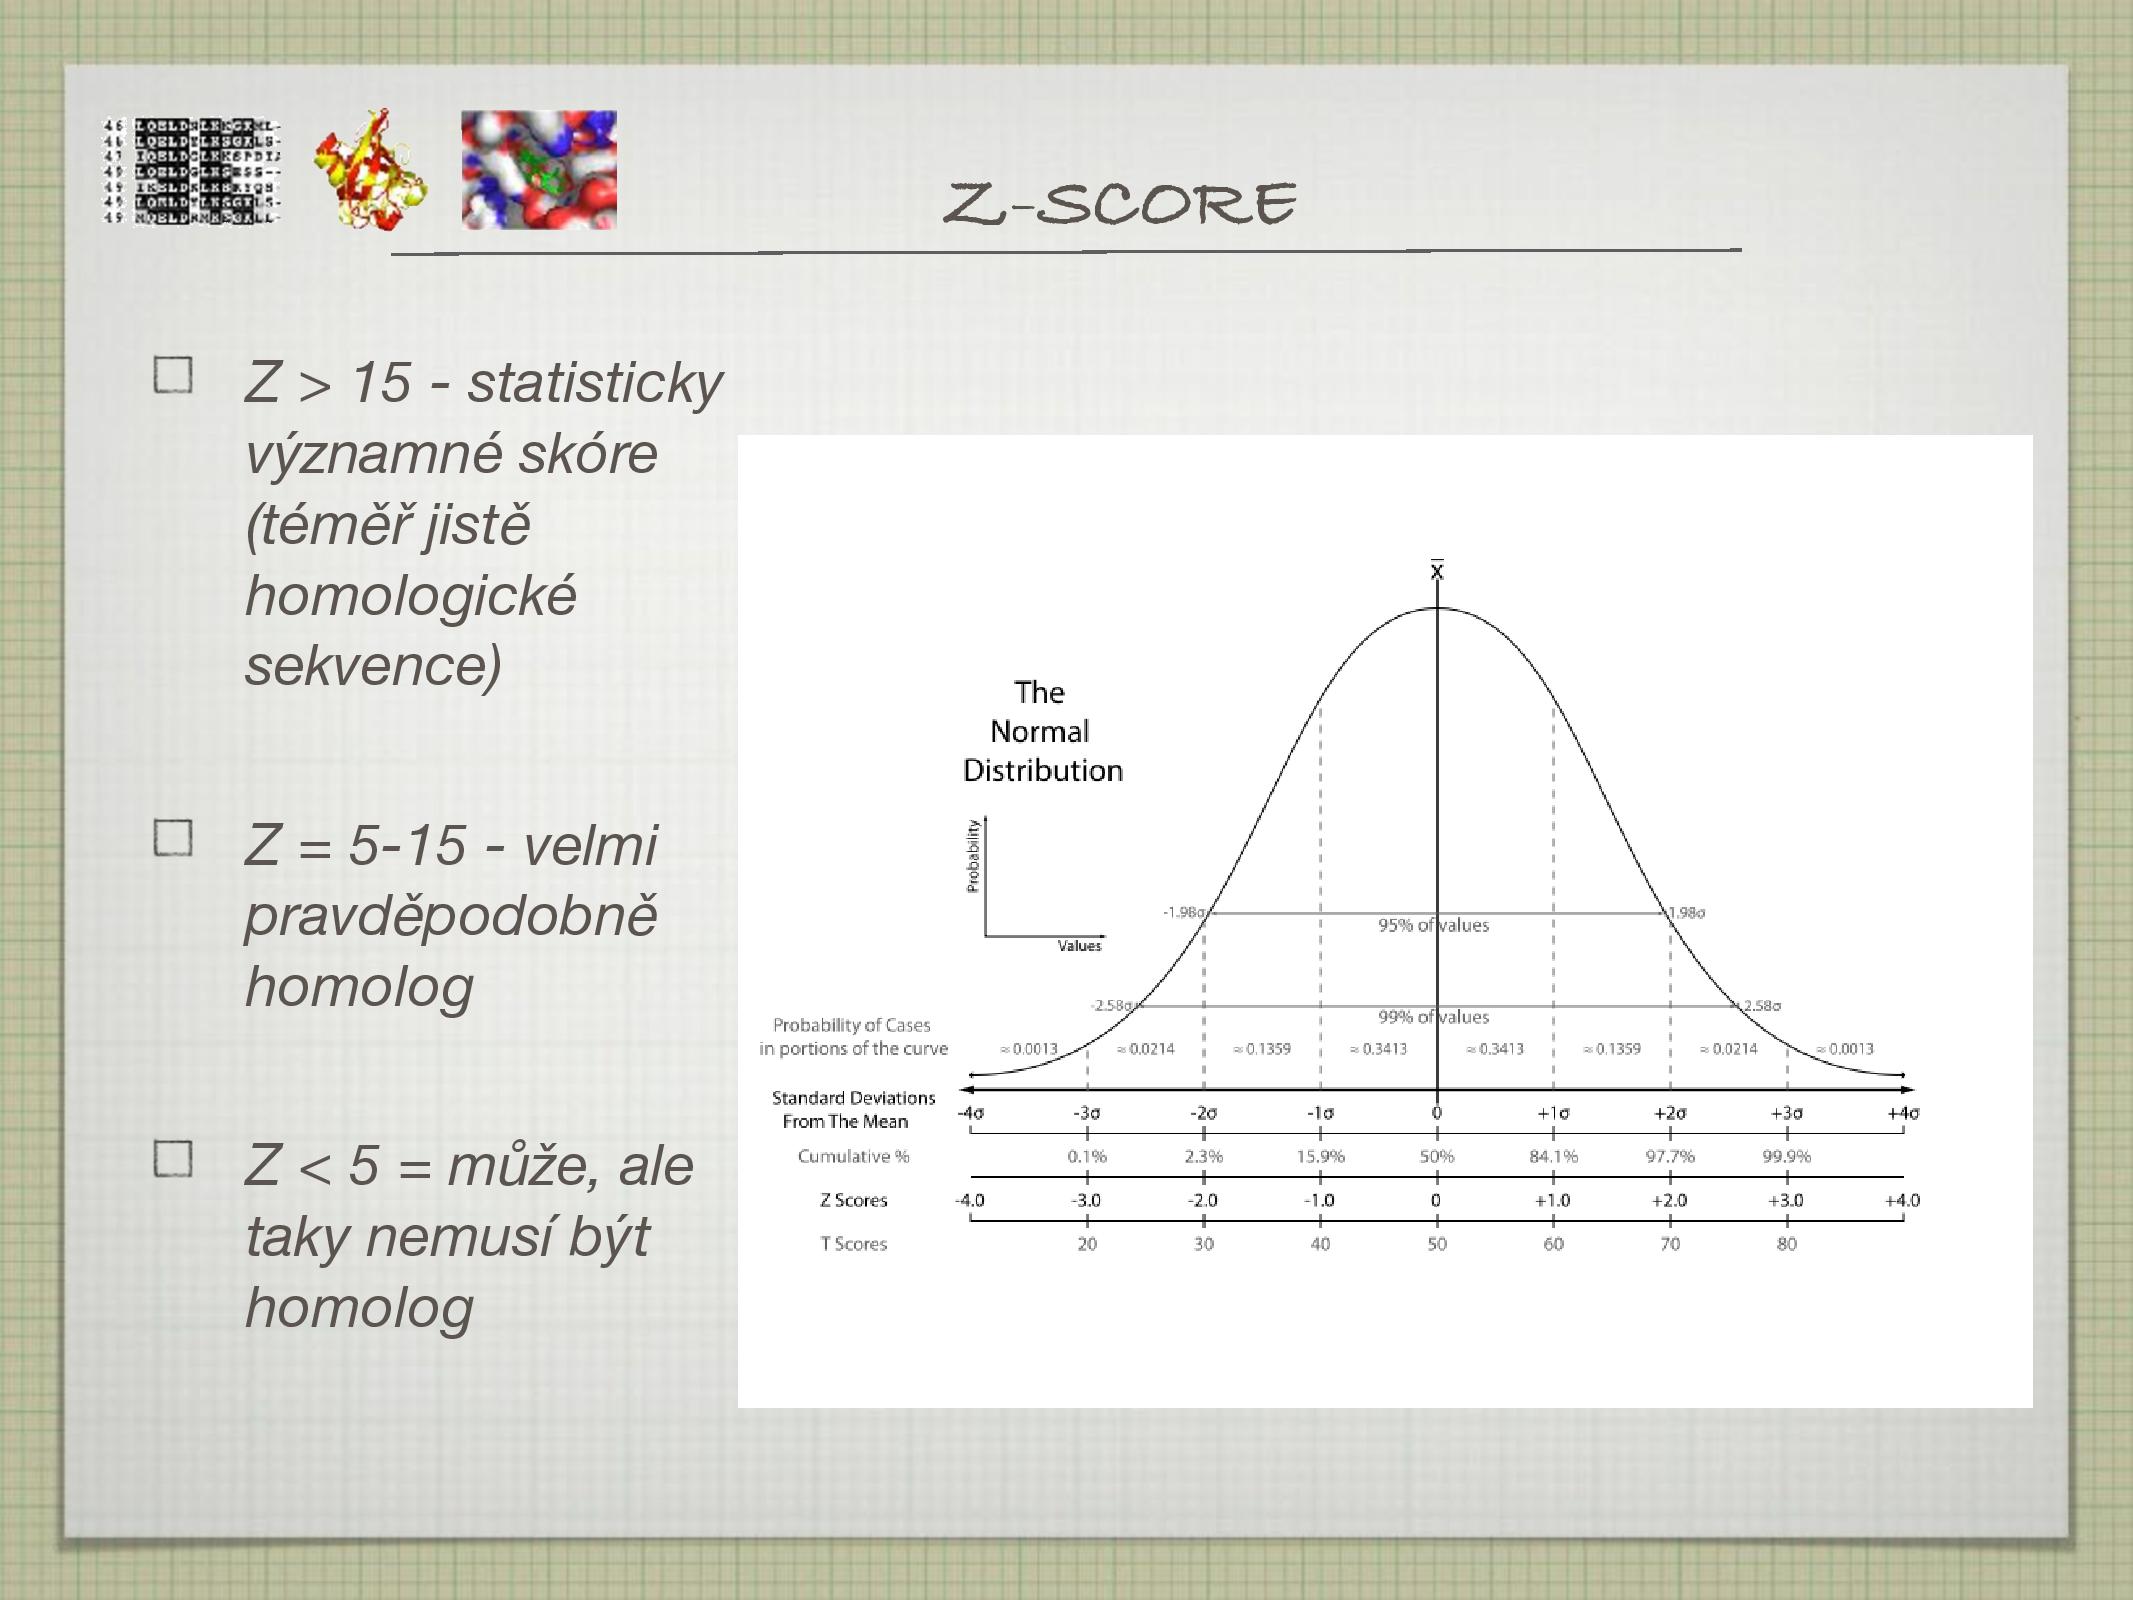 Z-SCORE
Z > 15 - statisticky
významné skóre
(téměř jistě
homologické
sekvence)
Z = 5-15 - velmi
pravděpodobně
homolog
Z < 5 = může, ale
taky nemusí být
homolog
x̅
The
Normal
Distribution
Probability
Values
-1.98σ 1.98σ
95% of values
-2.58σ 2.58σ
99% of values
Probability of Cases
in portions of the curve
≈ 0.0013 ≈ 0.0214 ≈ 0.1359 ≈ 0.3413 ≈ 0.3413 ≈ 0.1359 ≈ 0.0214 ≈ 0.0013
Standard Deviations
From The Mean
-4σ -3σ -2σ -1σ 0 +1σ +2σ +3σ +4σ
Cumulative % 0.1% 2.3% 15.9% 50% 84.1% 97.7% 99.9%
Z Scores -4.0 -3.0 -2.0 -1.0 0 +1.0 +2.0 +3.0 +4.0
T Scores 20 30 40 50 60 70 80